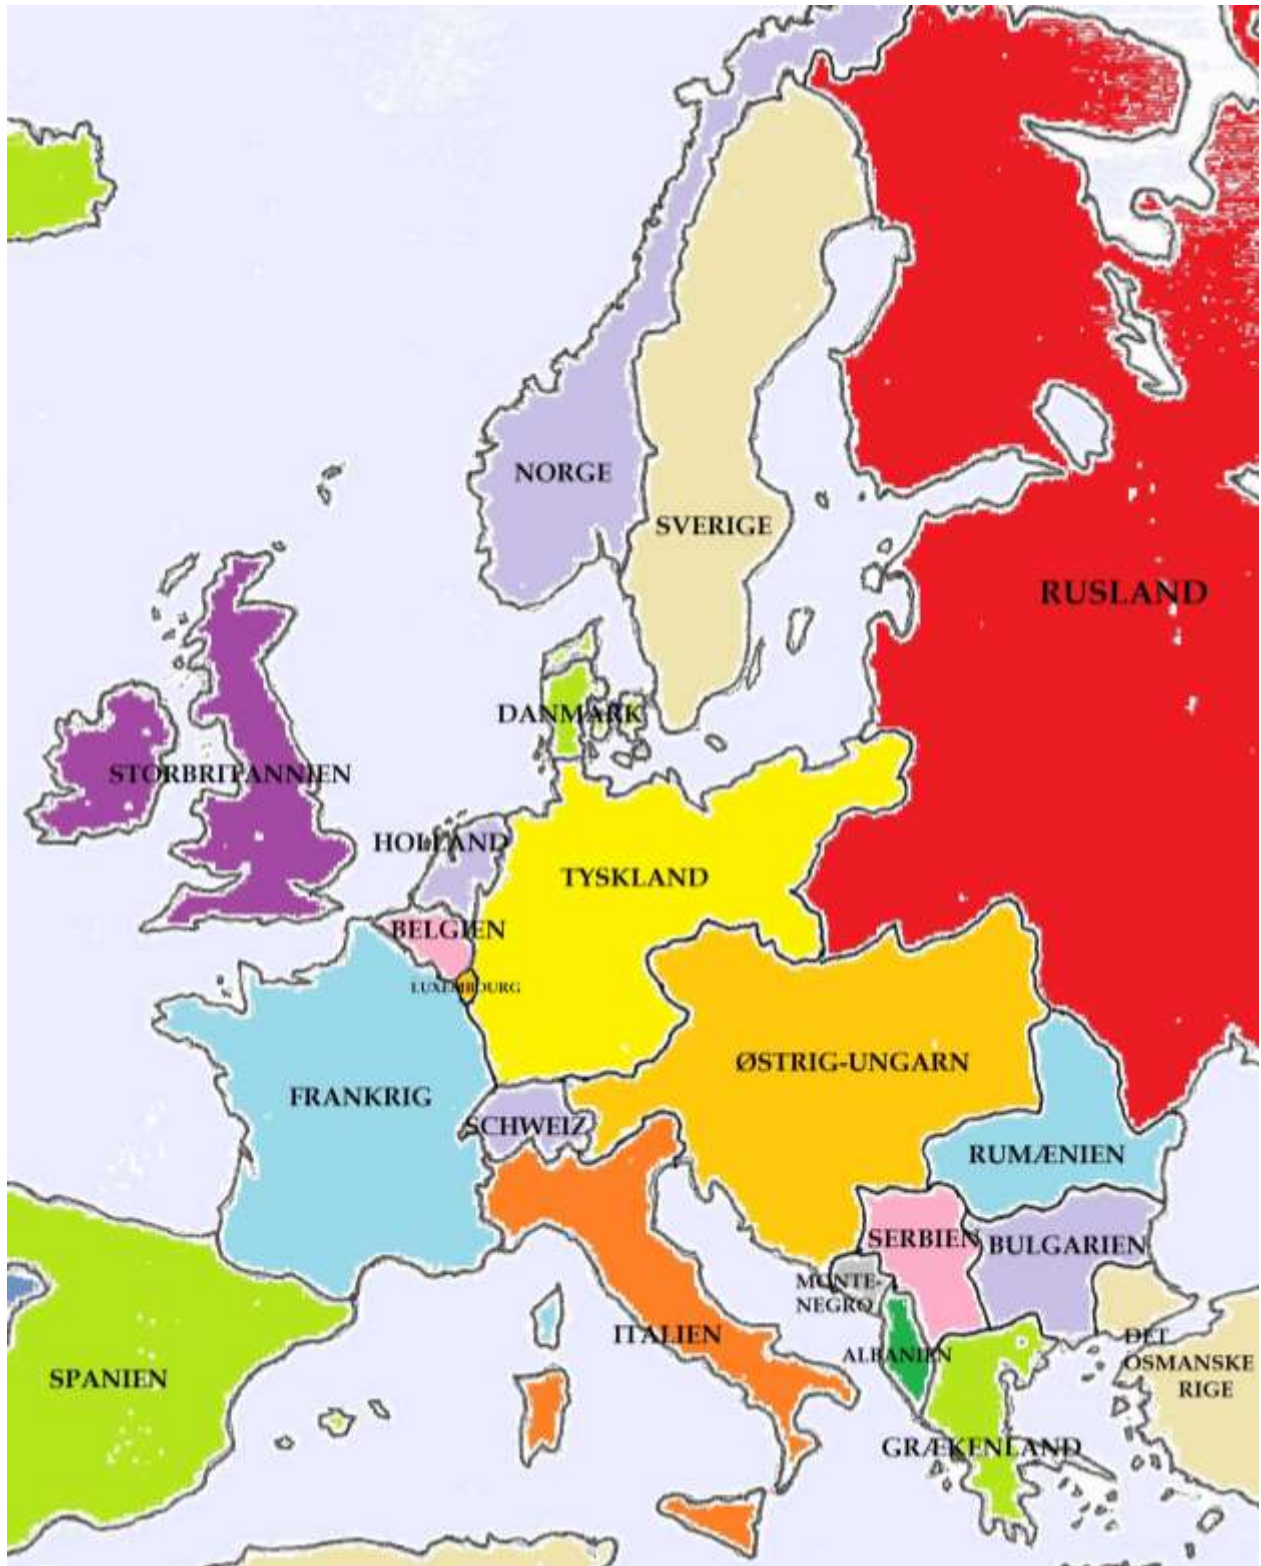 NORGE
SVERIGE
RUSLAND
DANMARK
STORBRITANNIEN
HOLLAND
TYSKLAND
BELGIEN
LUXEMBOURG
ØSTRIG-UNGARN
FRANKRIG
SCHWEIZ
RUMÆNIEN
SERBIEN
BULGARIEN
MONTE-
NEGRO
ITALIEN
ALBANIEN
DET
OSMANSKE
RIGE
SPANIEN
GRÆKENLAND